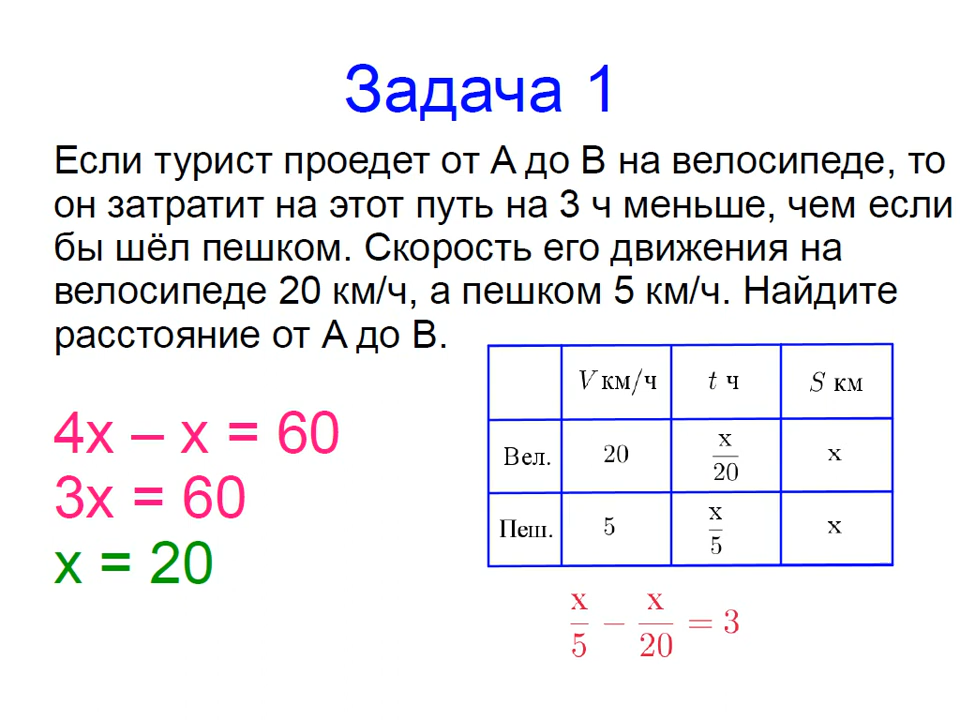 Задача 1
Если турист проедет от А до В на велосипеде, то
он затратит на этот путь на 3 ч меньше, чем если
бы шёл пешком. Скорость его движения на
велосипеде 20 км/ч, а пешком 5 км/ч. Найдите
расстояние от А до В.
4х – х = 60
3х = 60
х = 20
V км/ч t ч S км
Вел. 20 х/20 х
Пеш. 5 х/5 х
х/5 − х/20 = 3